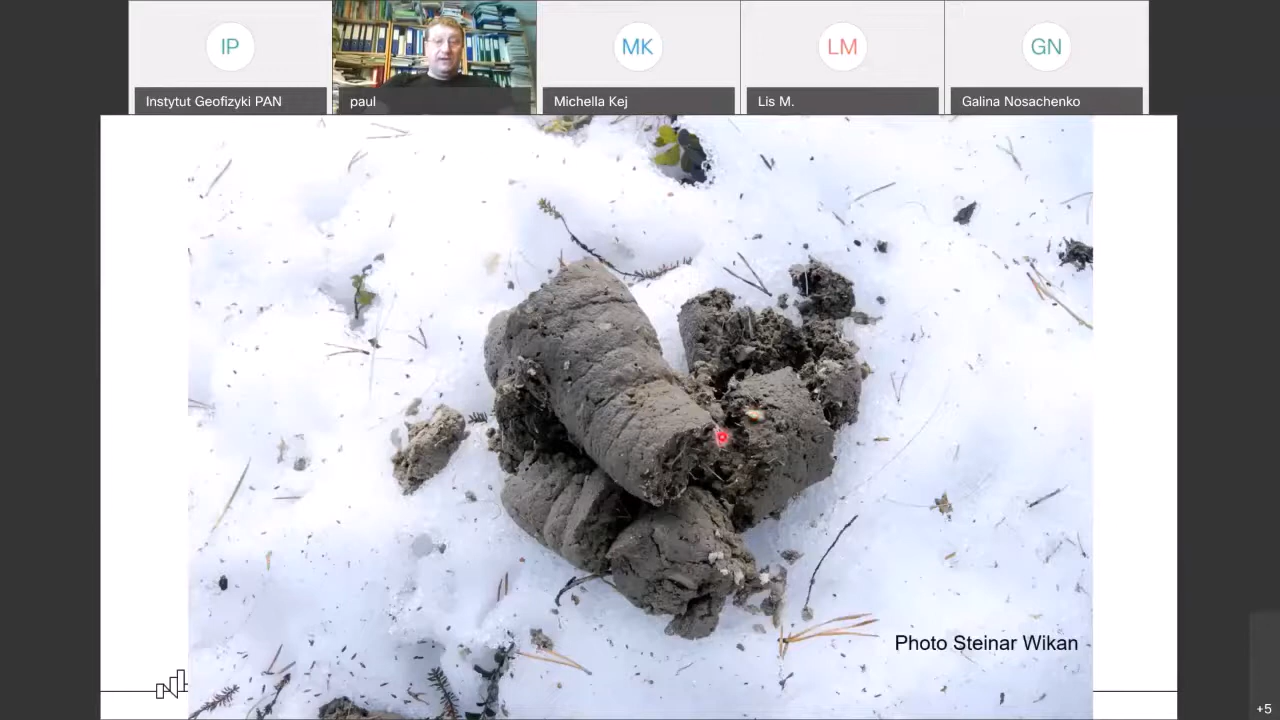 IP
Instytut Geofizyki PAN
paul
MK
Michella Kej
LM
Lis M.
GN
Galina Nosachenko
Photo Steinar Wikan
+5